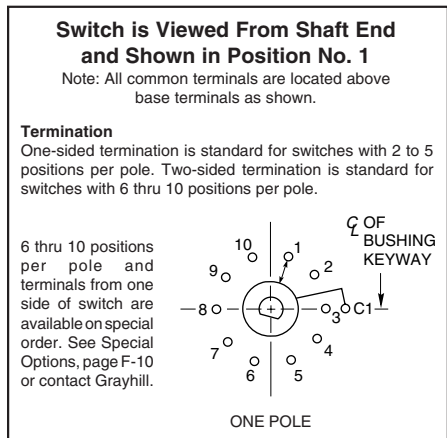 Switch is Viewed From Shaft End
and Shown in Position No. 1
Note: All common terminals are located above
base terminals as shown.
Termination
One-sided termination is standard for switches with 2 to 5
positions per pole. Two-sided termination is standard for
switches with 6 thru 10 positions per pole.
6 thru 10 positions
per pole and
terminals from one
side of switch are
available on special
order. See Special
Options, page F-10
or contact Grayhill.
℄ OF
BUSHING
KEYWAY
10
1
9
2
8
3
C1
7
4
6
5
ONE POLE